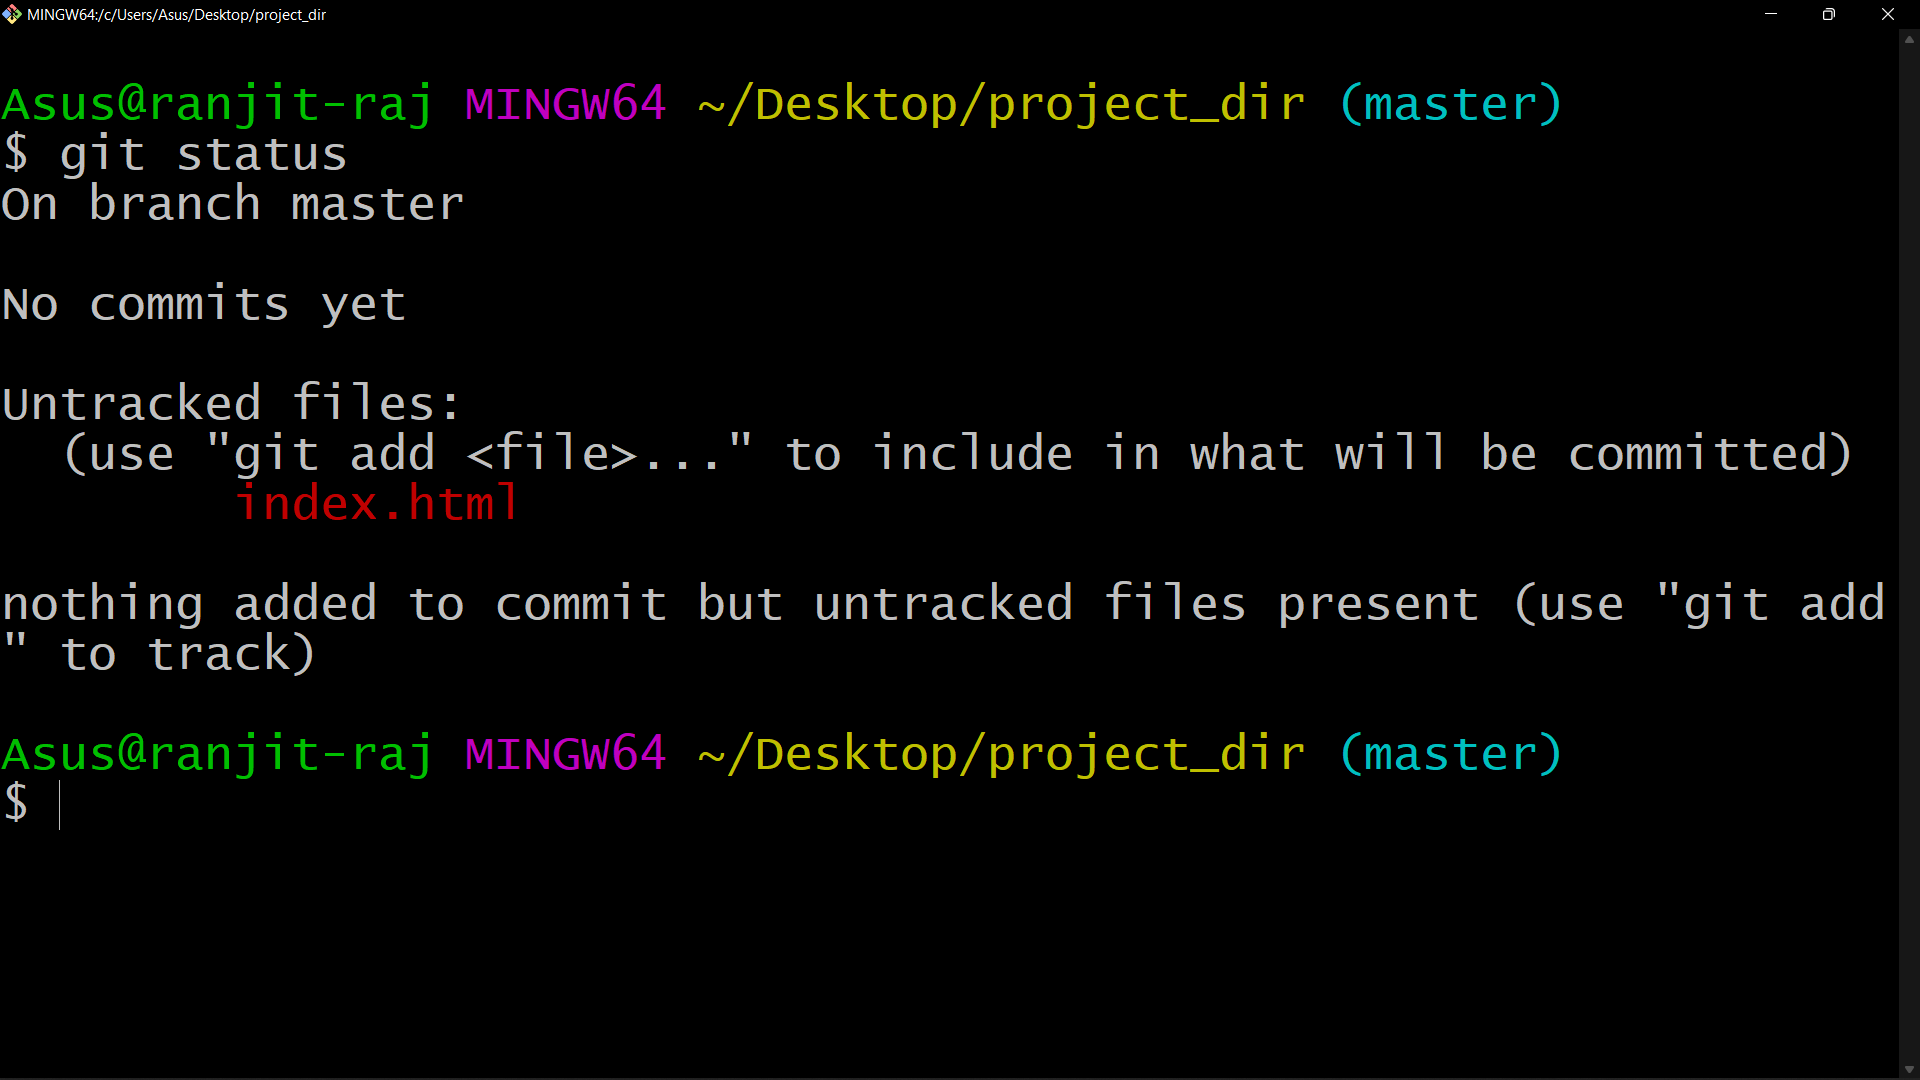 MINGW64:/c/Users/Asus/Desktop/project_dir
Asus@ranjit-raj MINGW64 ~/Desktop/project_dir (master)
$ git status
On branch master
No commits yet
Untracked files:
  (use "git add <file>..." to include in what will be committed)
        index.html
nothing added to commit but untracked files present (use "git add
" to track)
Asus@ranjit-raj MINGW64 ~/Desktop/project_dir (master)
$